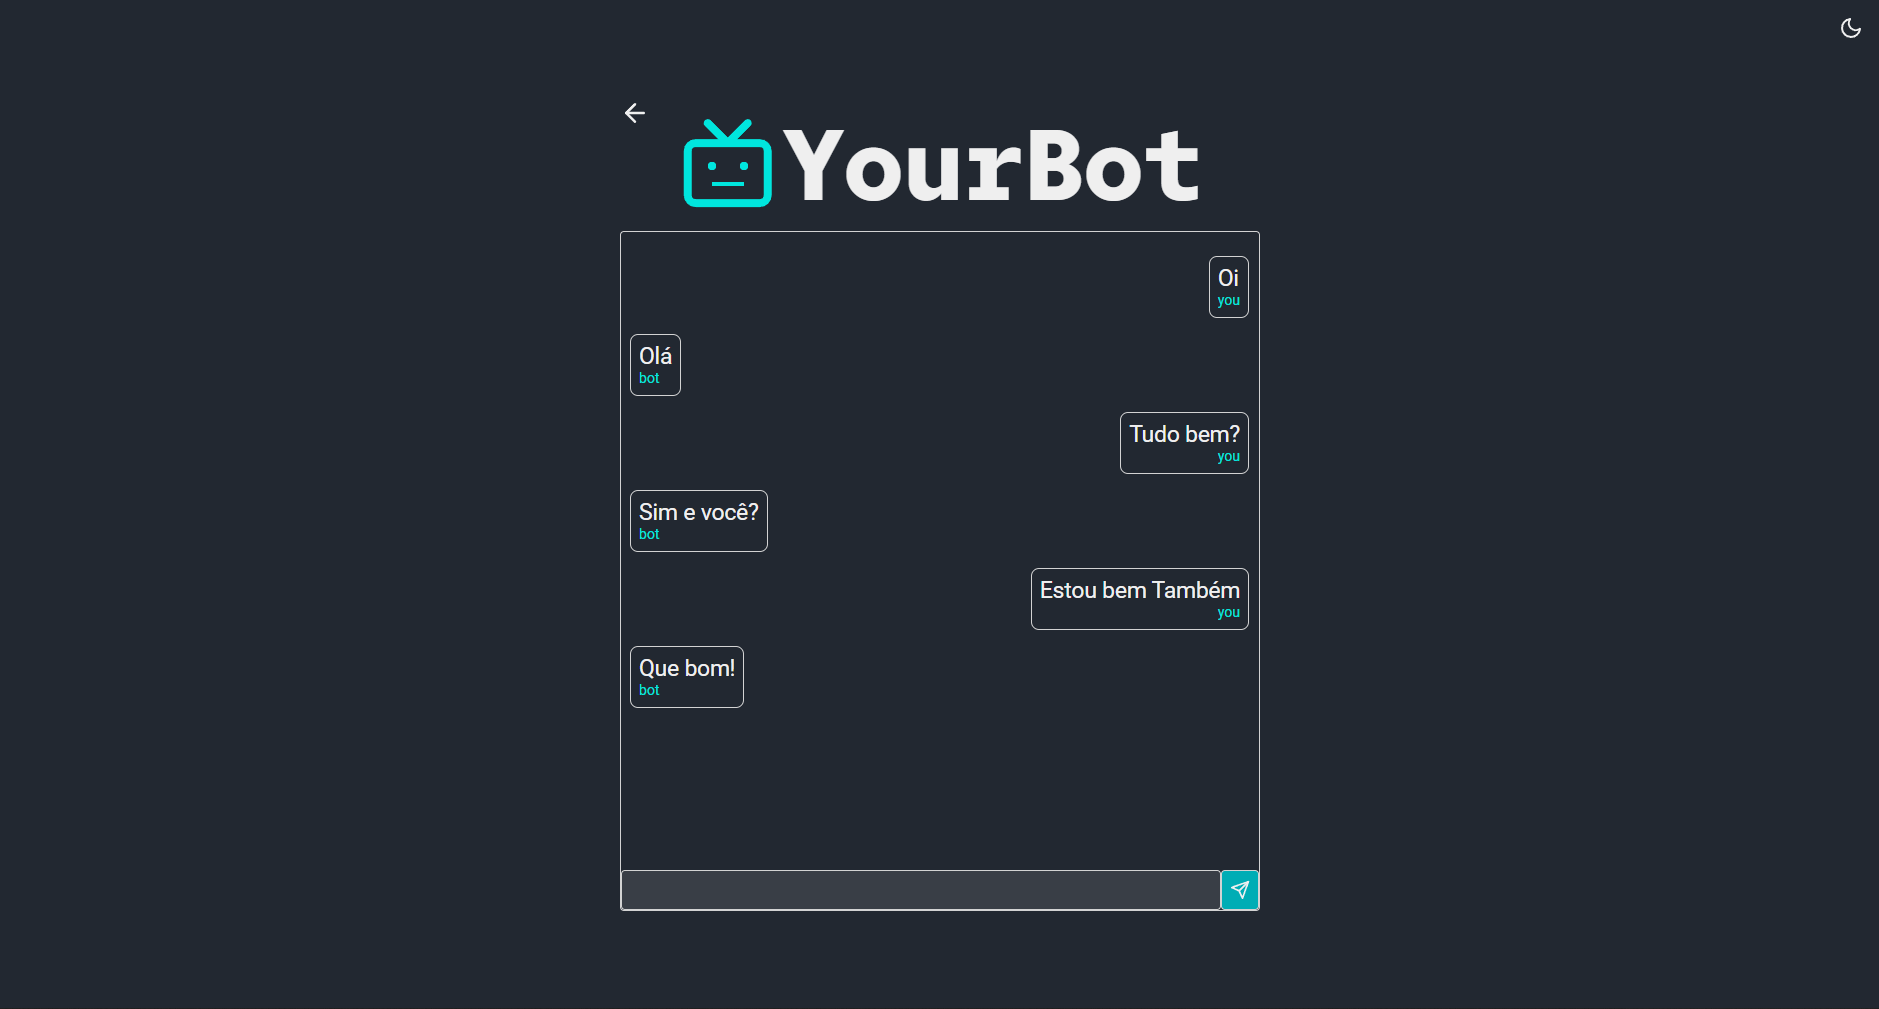 YourBot
Oi
you
Olá
bot
Tudo bem?
you
Sim e você?
bot
Estou bem Também
you
Que bom!
bot